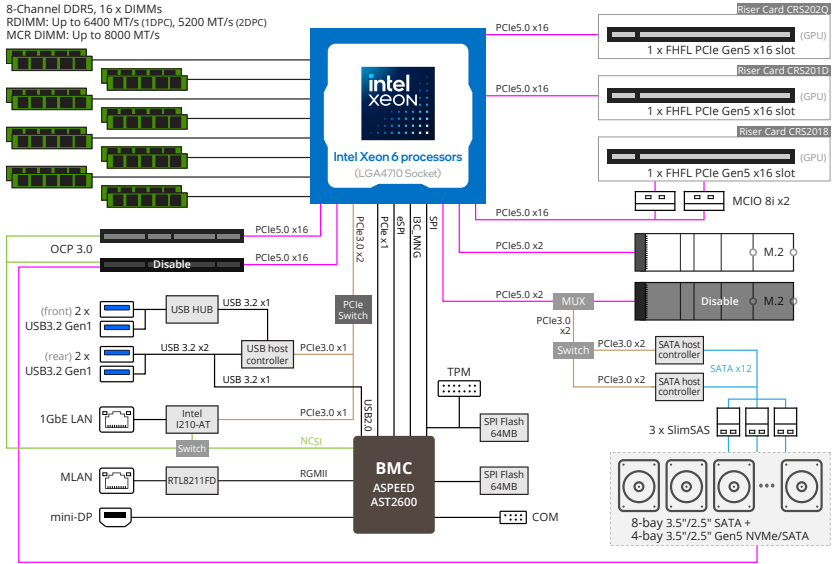 8-Channel DDR5, 16 x DIMMs
RDIMM: Up to 6400 MT/s (1DPC), 5200 MT/s (2DPC)
MCR DIMM: Up to 8000 MT/s
intel
XEON
Intel Xeon 6 processors
(LGA4710 Socket)
PCIe5.0 x16
Riser Card CRS202Q
(GPU)
1 x FHFL PCIe Gen5 x16 slot
PCIe5.0 x16
Riser Card CRS201D
(GPU)
1 x FHFL PCIe Gen5 x16 slot
Riser Card CRS2018
(GPU)
1 x FHFL PCIe Gen5 x16 slot
MCIO 8i x2
PCIe5.0 x16
PCIe5.0 x2
M.2
PCIe5.0 x2
MUX
Disable
M.2
OCP 3.0
PCIe5.0 x16
Disable
PCIe5.0 x16
PCIe3.0 x2
PCIe x1
eSPI
I3C_MNG
SPI
PCIe
Switch
(front) 2 x
USB3.2 Gen1
USB HUB
USB 3.2 x1
(rear) 2 x
USB3.2 Gen1
USB 3.2 x2
USB host
controller
PCIe3.0 x1
USB 3.2 x1
USB2.0
1GbE LAN
Intel
I210-AT
PCIe3.0 x1
Switch
NCSI
MLAN
RTL8211FD
RGMII
mini-DP
BMC
ASPEED
AST2600
TPM
SPI Flash
64MB
SPI Flash
64MB
COM
PCIe3.0
x2
Switch
PCIe3.0 x2
SATA host
controller
PCIe3.0 x2
SATA host
controller
SATA x12
3 x SlimSAS
8-bay 3.5"/2.5" SATA +
4-bay 3.5"/2.5" Gen5 NVMe/SATA